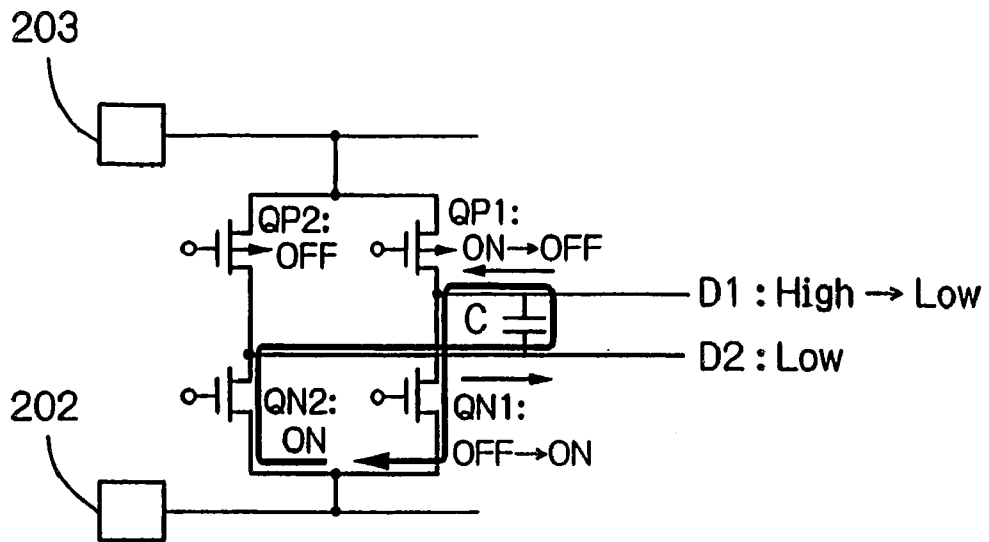 203
QP2:
OFF
QP1:
ON→OFF
C
D1 : High → Low
D2 : Low
202
QN2:
ON
QN1:
OFF→ON